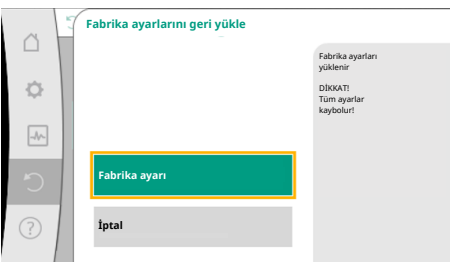 Fabrika ayarlarını geri yükle
Fabrika ayarları
yüklenir
DİKKAT!
Tüm ayarlar
kaybolur!
Fabrika ayarı
İptal
?